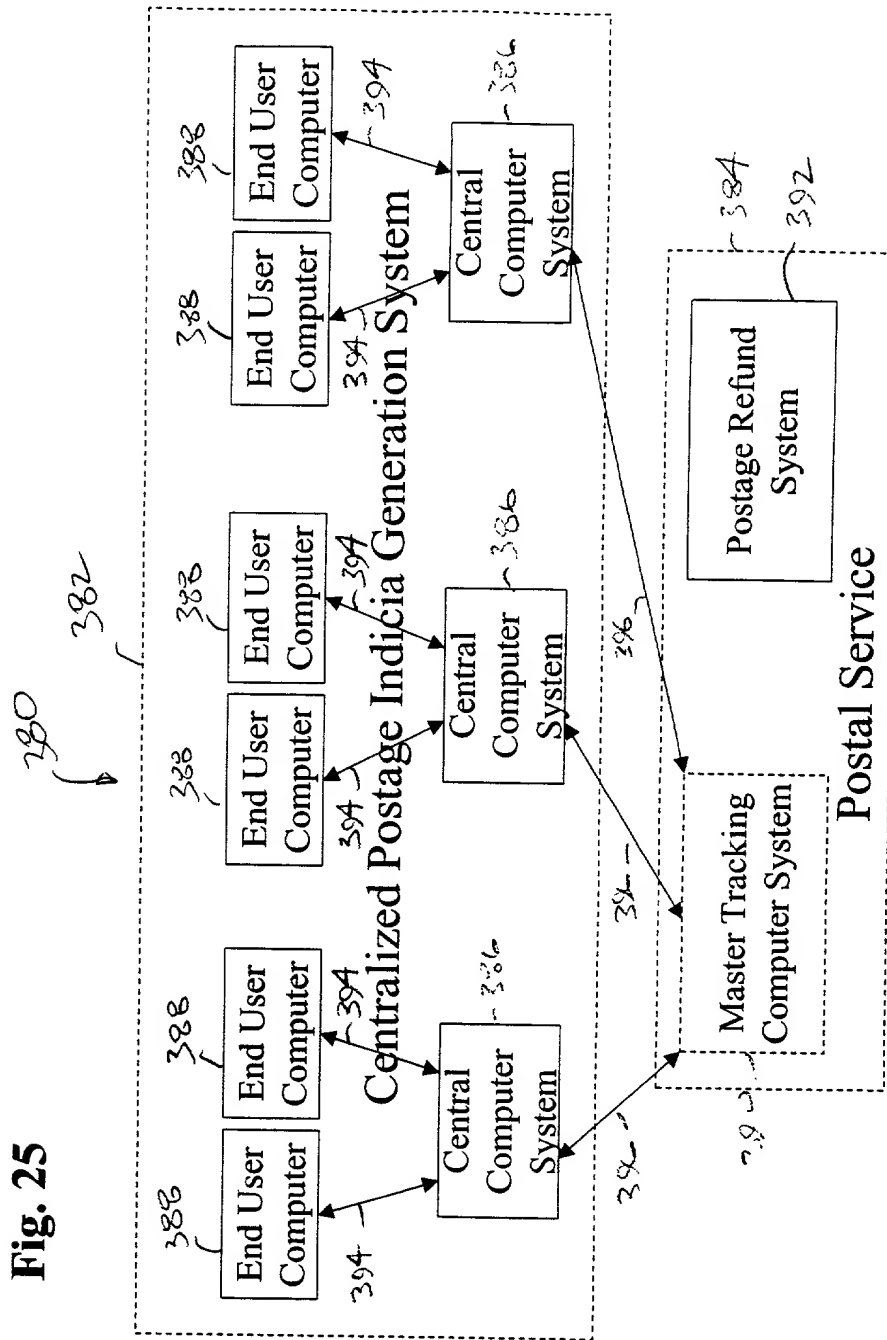 Fig. 25
382
388
388
388
388
388
388
End User
Computer
End User
Computer
End User
Computer
End User
Computer
End User
Computer
End User
Computer
394
394
394
394
394
394
Centralized Postage Indicia Generation System
Central
Computer
System
386
Central
Computer
System
386
Central
Computer
System
386
396
396
396
384
Master Tracking
Computer System
Postage Refund
System
392
Postal Service